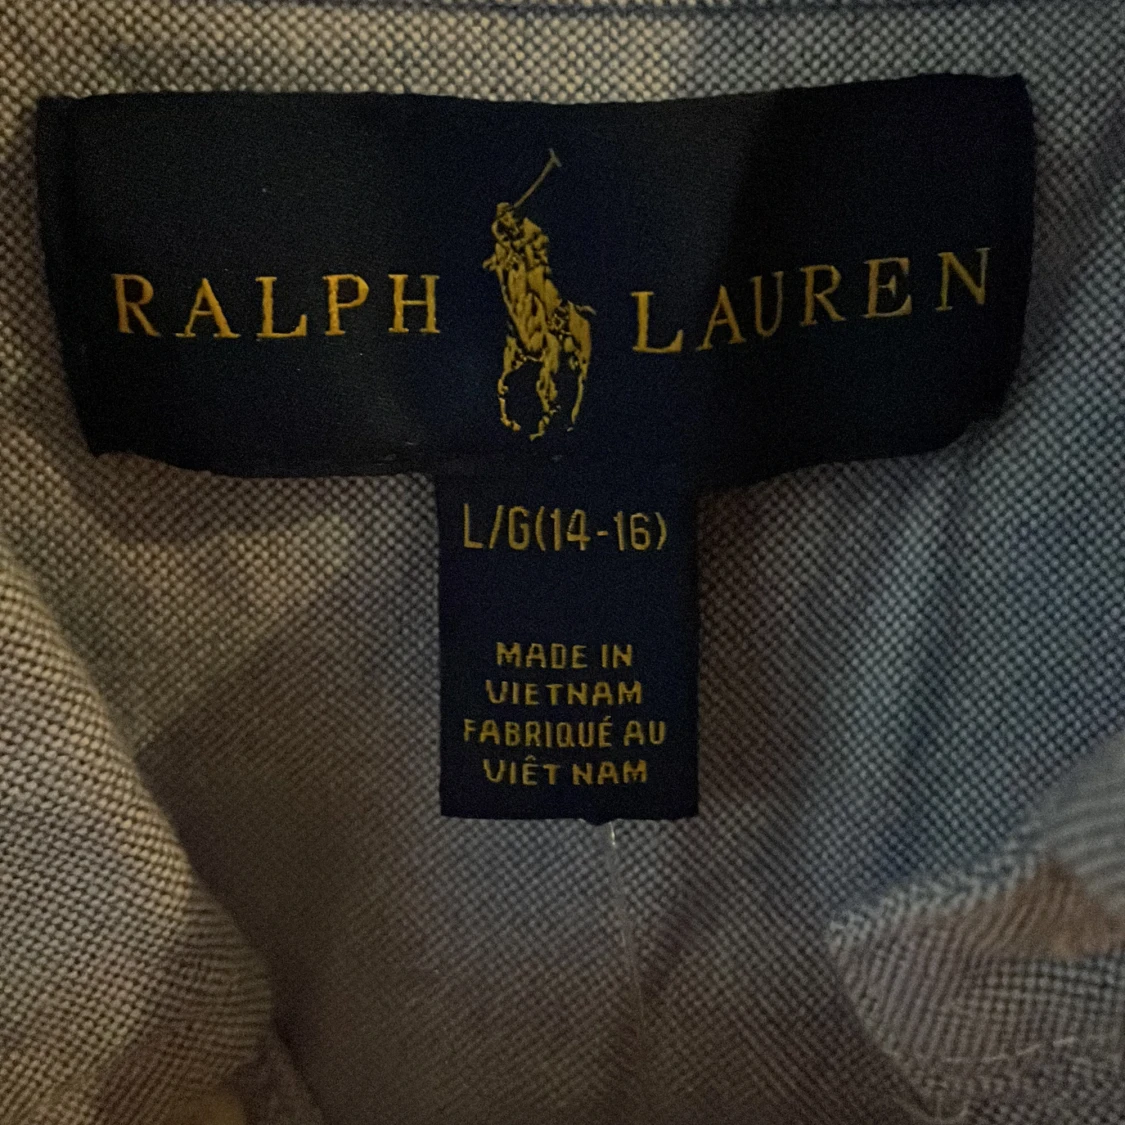 RALPH LAUREN
L/G(14-16)
MADE IN
VIETNAM
FABRIQUÉ AU
VIÊT NAM